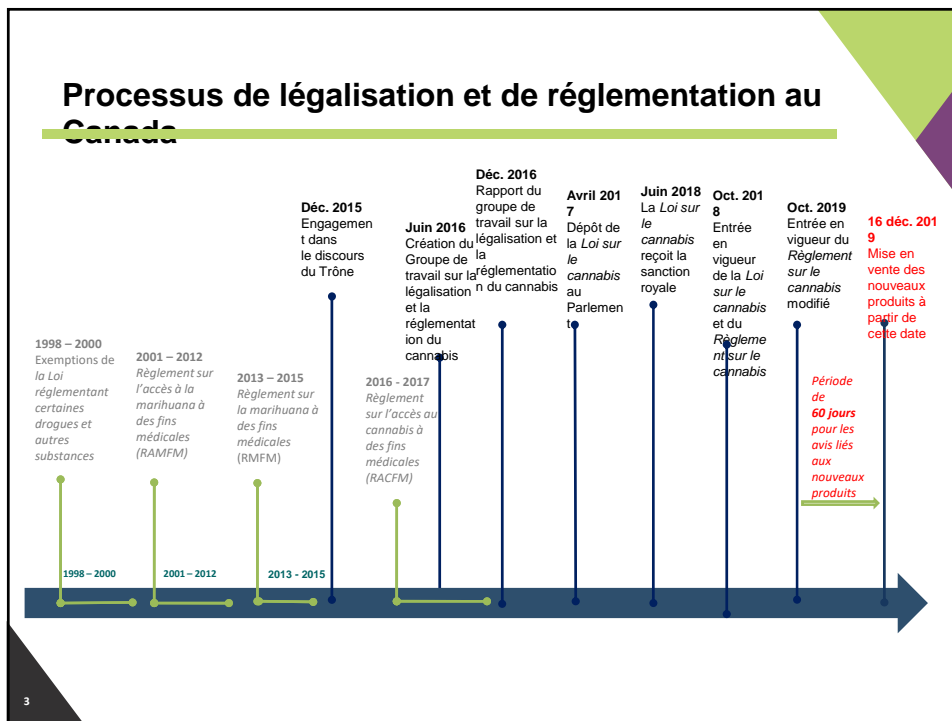 Processus de légalisation et de réglementation au
Canada
Déc. 2015
Engagemen
t dans
le discours
du Trône
Juin 2016
Création du
Groupe de
travail sur la
légalisation
et la
réglementat
ion du
cannabis
Déc. 2016
Rapport du
groupe de
travail sur la
légalisation et
la
réglementatio
n du cannabis
Avril 201
7
Dépôt de
la Loi sur
le
cannabis
au
Parlemen
t
Juin 2018
La Loi sur
le
cannabis
reçoit la
sanction
royale
Oct. 201
8
Entrée
en
vigueur
de la Loi
sur le
cannabis
et du
Règleme
nt sur le
cannabis
Oct. 2019
Entrée en
vigueur du
Règlement
sur le
cannabis
modifié
16 déc. 201
9
Mise en
vente des
nouveaux
produits à
partir de
cette date
1998 – 2000
Exemptions de
la Loi
réglementant
certaines
drogues et
autres
substances
2001 – 2012
Règlement sur
l’accès à la
marihuana à
des fins
médicales
(RAMFM)
2013 – 2015
Règlement sur
la marihuana à
des fins
médicales
(RMFM)
2016 - 2017
Règlement
sur l’accès au
cannabis à
des fins
médicales
(RACFM)
Période
de
60 jours
pour les
avis liés
aux
nouveaux
produits
1998 – 2000
2001 – 2012
2013 - 2015
3